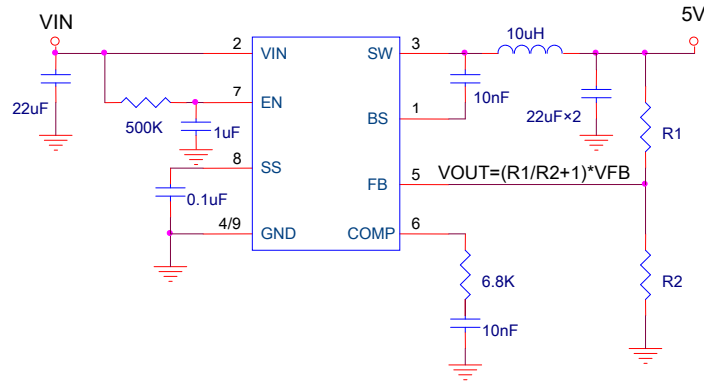 VIN
5V
22uF
500K
1uF
0.1uF
2
7
8
4/9
VIN
EN
SS
GND
SW
BS
FB
COMP
3
1
5
6
10uH
10nF
22uF×2
R1
VOUT=(R1/R2+1)*VFB
R2
6.8K
10nF